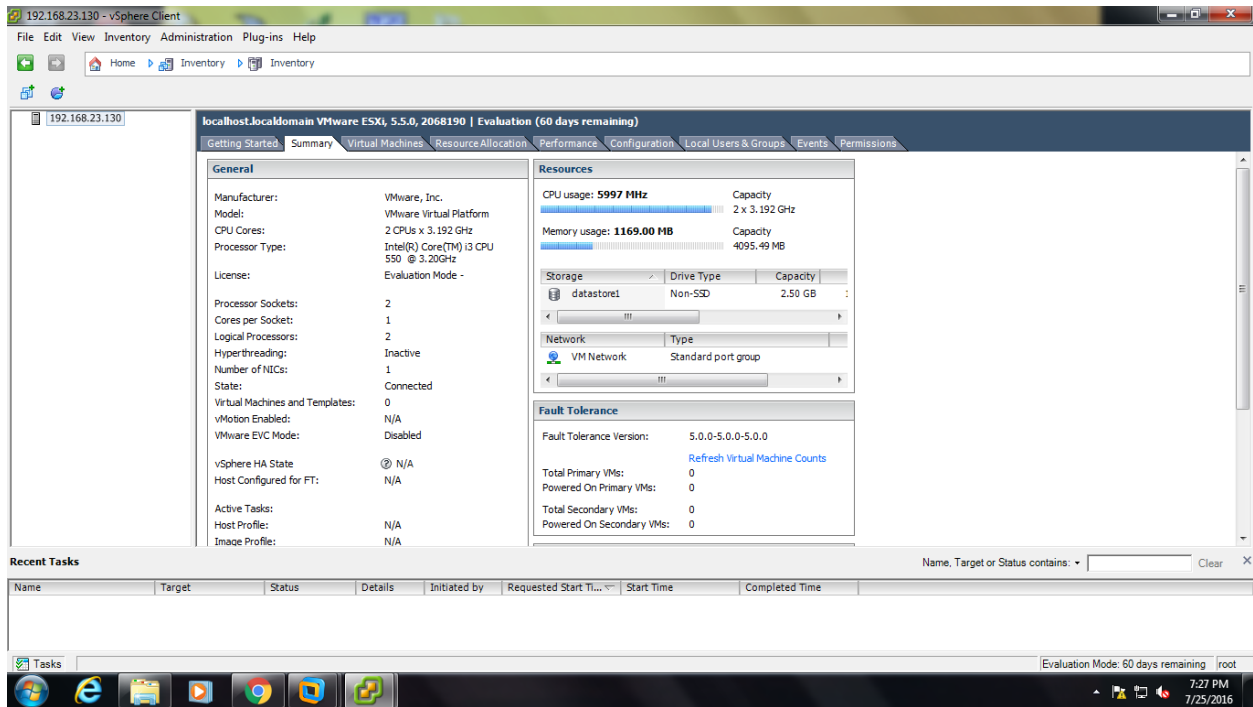 192.168.23.130 - vSphere Client
File Edit View Inventory Administration Plug-ins Help
Home Inventory Inventory
192.168.23.130
localhost.localdomain VMware ESXi, 5.5.0, 2068190 | Evaluation (60 days remaining)
Getting Started Summary Virtual Machines Resource Allocation Performance Configuration Local Users & Groups Events Permissions
General
Manufacturer: VMware, Inc.
Model: VMware Virtual Platform
CPU Cores: 2 CPUs x 3.192 GHz
Processor Type: Intel(R) Core(TM) i3 CPU
550 @ 3.20GHz
License: Evaluation Mode -
Processor Sockets: 2
Cores per Socket: 1
Logical Processors: 2
Hyperthreading: Inactive
Number of NICs: 1
State: Connected
Virtual Machines and Templates: 0
vMotion Enabled: N/A
VMware EVC Mode: Disabled
vSphere HA State N/A
Host Configured for FT: N/A
Active Tasks:
Host Profile: N/A
Image Profile: N/A
Resources
CPU usage: 5997 MHz Capacity
2 x 3.192 GHz
Memory usage: 1169.00 MB Capacity
4095.49 MB
Storage Drive Type Capacity
datastore1 Non-SSD 2.50 GB
Network Type
VM Network Standard port group
Fault Tolerance
Fault Tolerance Version: 5.0.0-5.0.0-5.0.0
Refresh Virtual Machine Counts
Total Primary VMs: 0
Powered On Primary VMs: 0
Total Secondary VMs: 0
Powered On Secondary VMs: 0
Recent Tasks Name, Target or Status contains: Clear
Name Target Status Details Initiated by Requested Start Ti... Start Time Completed Time
Tasks Evaluation Mode: 60 days remaining root
7:27 PM
7/25/2016